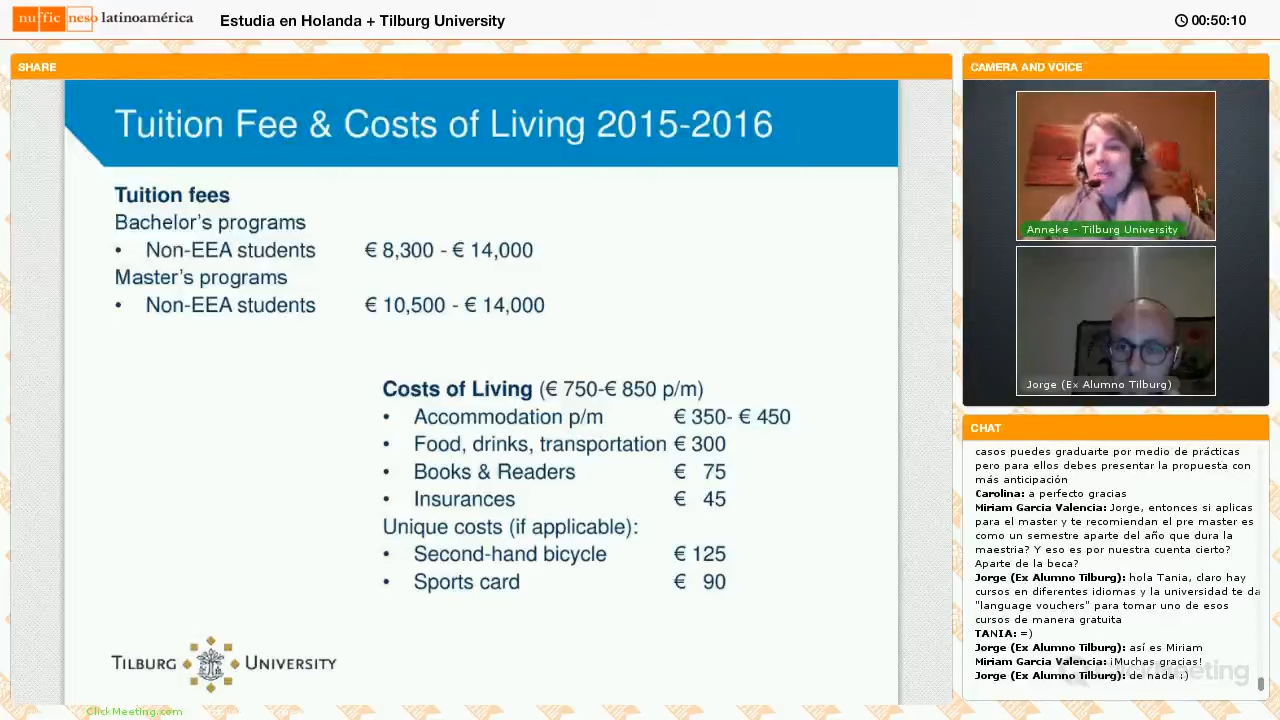 nuffic neso latinoamérica
Estudia en Holanda + Tilburg University
00:50:10
SHARE
Tuition Fee & Costs of Living 2015-2016
Tuition fees
Bachelor's programs
• Non-EEA students € 8,300 - € 14,000
Master's programs
• Non-EEA students € 10,500 - € 14,000
Costs of Living (€ 750-€ 850 p/m)
• Accommodation p/m € 350- € 450
• Food, drinks, transportation € 300
• Books & Readers € 75
• Insurances € 45
Unique costs (if applicable):
• Second-hand bicycle € 125
• Sports card € 90
TILBURG UNIVERSITY
ClickMeeting.com
CAMERA AND VOICE
Anneke - Tilburg University
Jorge (Ex Alumno Tilburg)
CHAT
casos puedes graduarte por medio de prácticas
pero para ellos debes presentar la propuesta con
más anticipación
Carolina: a perfecto gracias
Miriam Garcia Valencia: Jorge, entonces si aplicas
para el master y te recomiendan el pre master es
como un semestre aparte del año que dura la
maestria? Y eso es por nuestra cuenta cierto?
Aparte de la beca?
Jorge (Ex Alumno Tilburg): hola Tania, claro hay
cursos en diferentes idiomas y la universidad te da
"language vouchers" para tomar uno de esos
cursos de manera gratuita
TANIA: =)
Jorge (Ex Alumno Tilburg): así es Miriam
Miriam Garcia Valencia: ¡Muchas gracias!
Jorge (Ex Alumno Tilburg): de nada :)